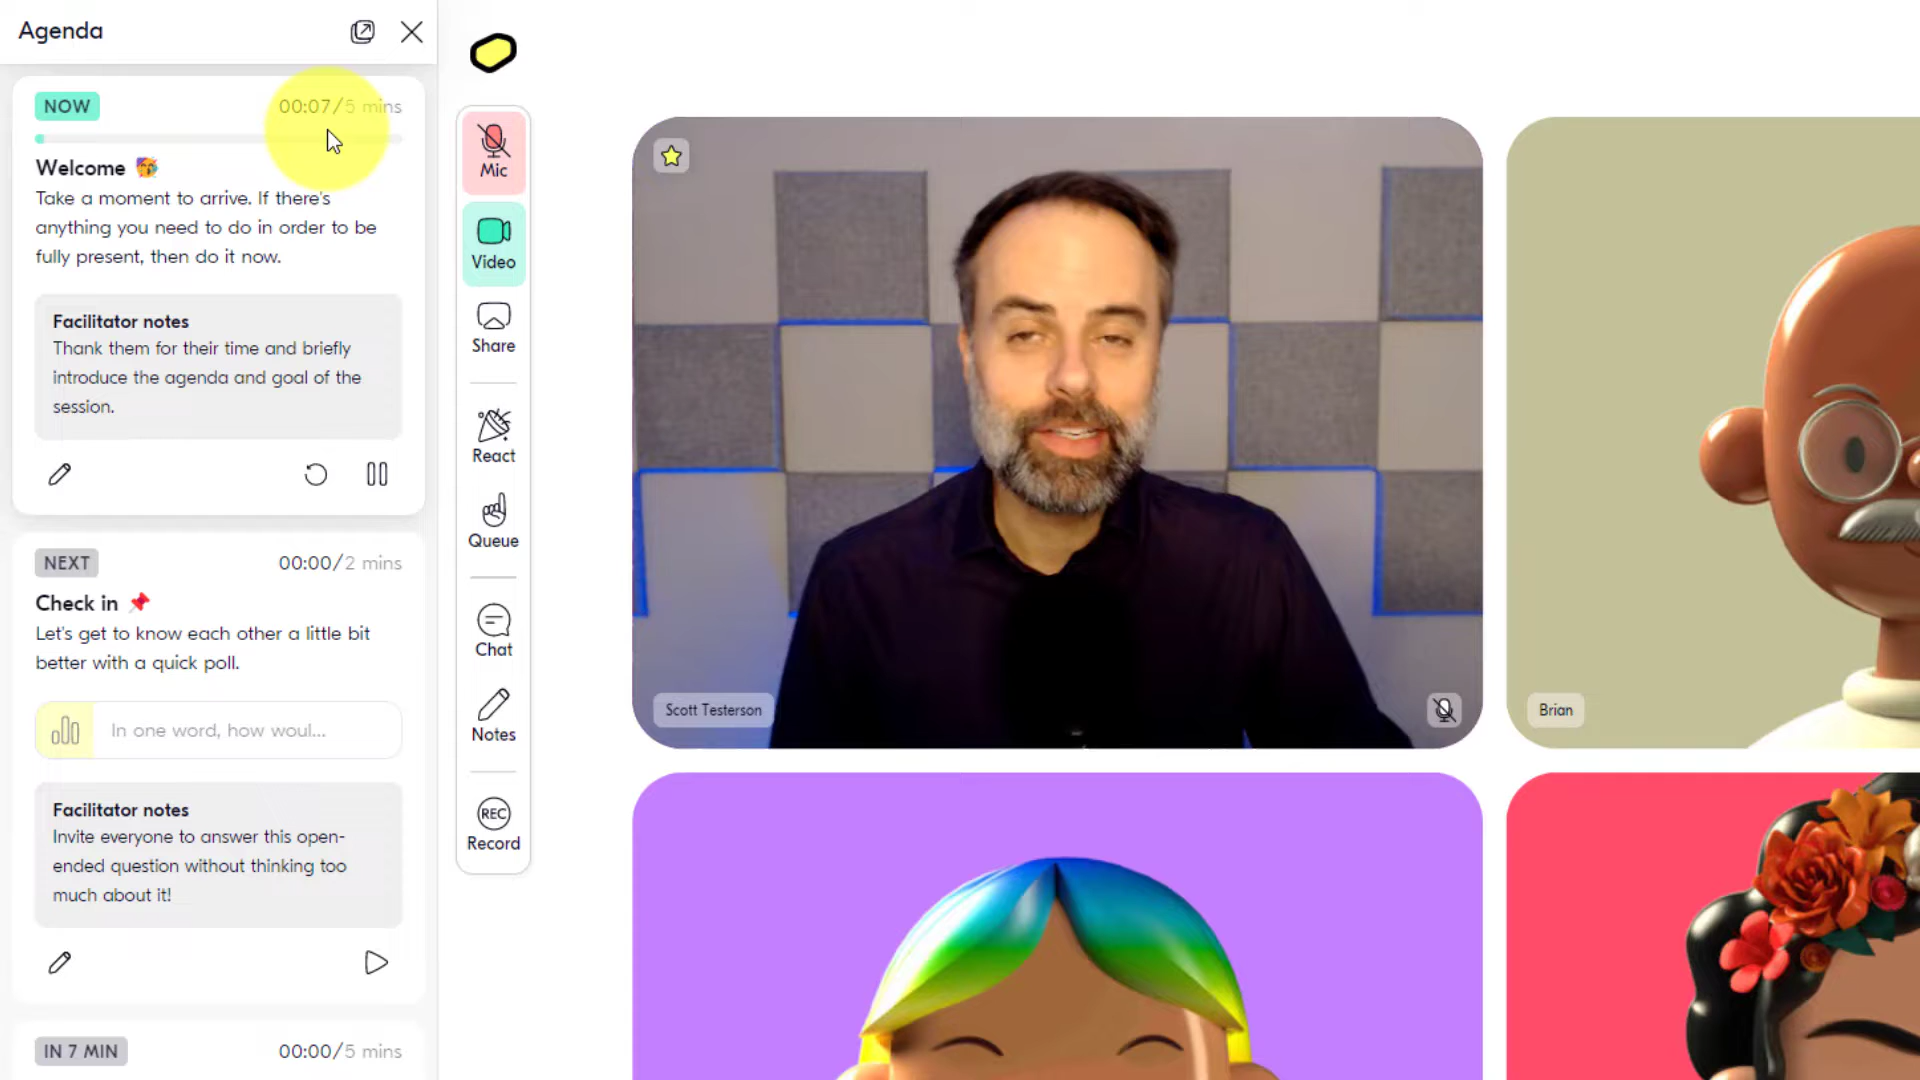 Agenda
NOW
00:07/5 mins
Welcome
Take a moment to arrive. If there's
anything you need to do in order to be
fully present, then do it now.
Facilitator notes
Thank them for their time and briefly
introduce the agenda and goal of the
session.
NEXT
00:00/2 mins
Check in
Let's get to know each other a little bit
better with a quick poll.
In one word, how woul...
Facilitator notes
Invite everyone to answer this open-
ended question without thinking too
much about it!
IN 7 MIN
00:00/5 mins
Mic
Video
Share
React
Queue
Chat
Notes
REC
Record
Scott Testerson
Brian